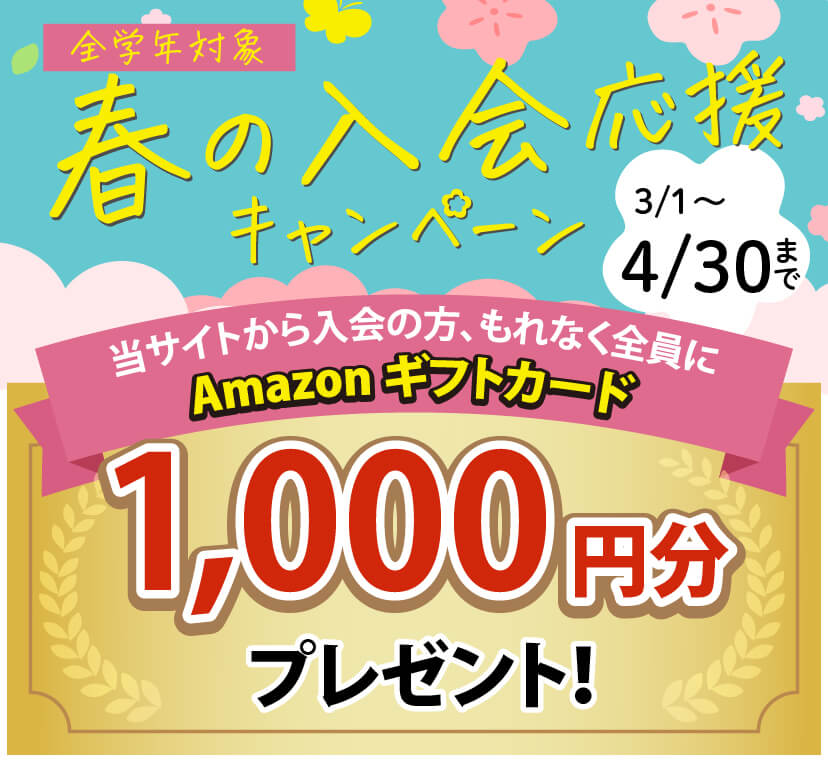 全学年対象
春の入会応援
キャンペーン
3/1～
4/30まで
当サイトから入会の方、もれなく全員に
Amazon ギフトカード
1,000円分
プレゼント!